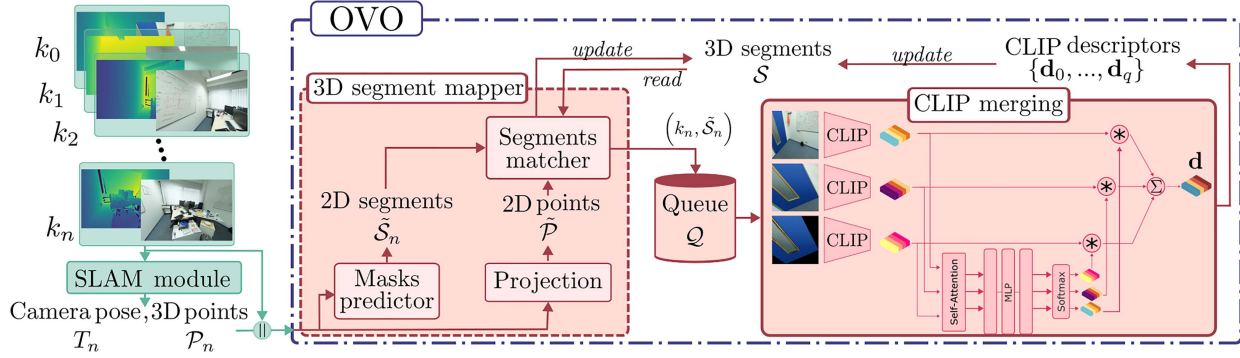 OVO
k₀
k₁
k₂
kₙ
SLAM module
Camera pose, 3D points
Tₙ
𝒫ₙ
||
3D segment mapper
Segments
matcher
2D segments
S̃ₙ
2D points
𝒫̃
Masks
predictor
Projection
update
read
3D segments
𝒮
update
CLIP descriptors
{d₀, ..., d_q}
(kₙ, S̃ₙ)
Queue
𝒬
CLIP merging
CLIP
CLIP
CLIP
Self-Attention
MLP
Softmax
*
*
*
Σ
d